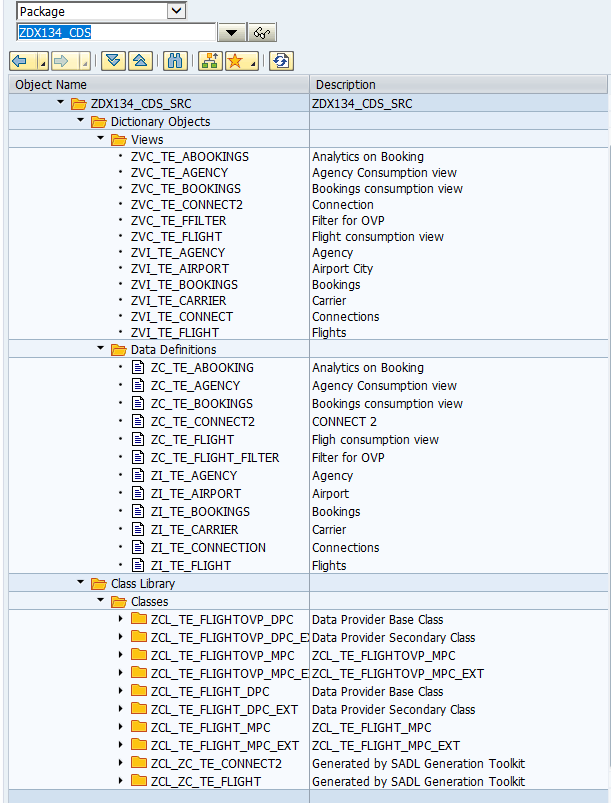 Package
ZDX134_CDS
Object Name Description
ZDX134_CDS_SRC ZDX134_CDS_SRC
Dictionary Objects
Views
ZVC_TE_ABOOKINGS Analytics on Booking
ZVC_TE_AGENCY Agency Consumption view
ZVC_TE_BOOKINGS Bookings consumption view
ZVC_TE_CONNECT2 Connection
ZVC_TE_FFILTER Filter for OVP
ZVC_TE_FLIGHT Flight consumption view
ZVI_TE_AGENCY Agency
ZVI_TE_AIRPORT Airport City
ZVI_TE_BOOKINGS Bookings
ZVI_TE_CARRIER Carrier
ZVI_TE_CONNECT Connections
ZVI_TE_FLIGHT Flights
Data Definitions
ZC_TE_ABOOKING Analytics on Booking
ZC_TE_AGENCY Agency Consumption view
ZC_TE_BOOKINGS Bookings consumption view
ZC_TE_CONNECT2 CONNECT 2
ZC_TE_FLIGHT Fligh consumption view
ZC_TE_FLIGHT_FILTER Filter for OVP
ZI_TE_AGENCY Agency
ZI_TE_AIRPORT Airport
ZI_TE_BOOKINGS Bookings
ZI_TE_CARRIER Carrier
ZI_TE_CONNECTION Connections
ZI_TE_FLIGHT Flights
Class Library
Classes
ZCL_TE_FLIGHTOVP_DPC Data Provider Base Class
ZCL_TE_FLIGHTOVP_DPC_EX Data Provider Secondary Class
ZCL_TE_FLIGHTOVP_MPC ZCL_TE_FLIGHTOVP_MPC
ZCL_TE_FLIGHTOVP_MPC_E ZCL_TE_FLIGHTOVP_MPC_EXT
ZCL_TE_FLIGHT_DPC Data Provider Base Class
ZCL_TE_FLIGHT_DPC_EXT Data Provider Secondary Class
ZCL_TE_FLIGHT_MPC ZCL_TE_FLIGHT_MPC
ZCL_TE_FLIGHT_MPC_EXT ZCL_TE_FLIGHT_MPC_EXT
ZCL_ZC_TE_CONNECT2 Generated by SADL Generation Toolkit
ZCL_ZC_TE_FLIGHT Generated by SADL Generation Toolkit